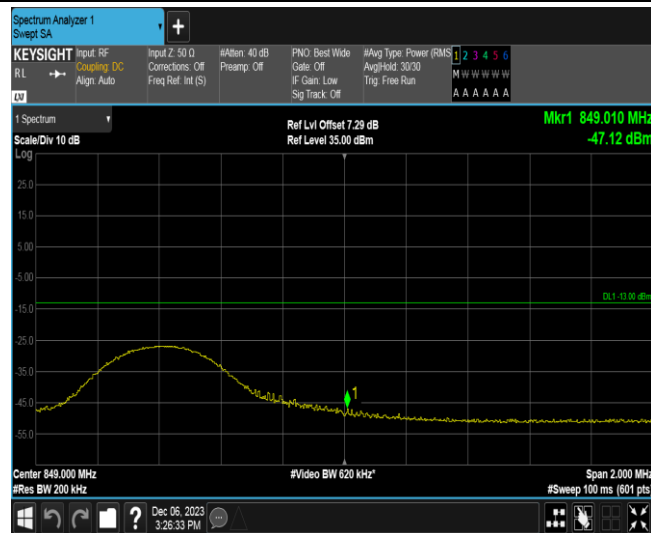 Spectrum Analyzer 1
Swept SA
+
KEYSIGHT
R L
LXI
Input: RF
Coupling: DC
Align: Auto
Input Z: 50 Ω
Corrections: Off
Freq Ref: Int (S)
#Atten: 40 dB
Preamp: Off
PNO: Best Wide
Gate: Off
IF Gain: Low
Sig Track: Off
#Avg Type: Power (RMS
Avg|Hold: 30/30
Trig: Free Run
1 2 3 4 5 6
M W W W W W
A A A A A A
1 Spectrum
Scale/Div 10 dB
Log
Ref Lvl Offset 7.29 dB
Ref Level 35.00 dBm
Mkr1 849.010 MHz
-47.12 dBm
25.0
15.0
5.00
-5.00
DL1 -13.00 dBm
-15.0
-25.0
-35.0
1
-45.0
-55.0
Center 849.000 MHz
#Res BW 200 kHz
#Video BW 620 kHz*
Span 2.000 MHz
#Sweep 100 ms (601 pts)
?
Dec 06, 2023
3:26:33 PM